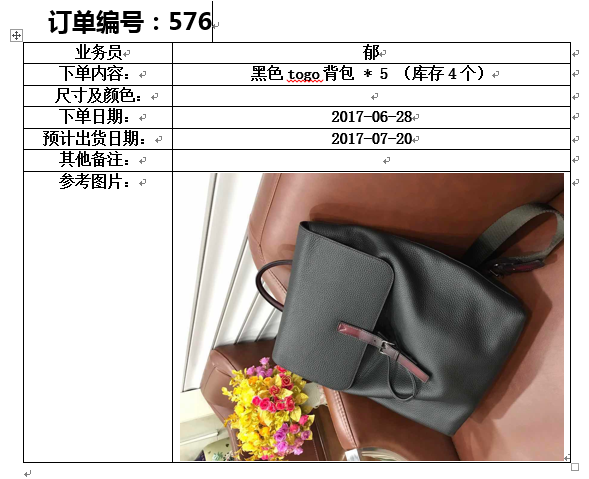 订单编号：576
业务员 郁
下单内容： 黑色 togo 背包 * 5 （库存 4 个）
尺寸及颜色：
下单日期： 2017-06-28
预计出货日期： 2017-07-20
其他备注：
参考图片：